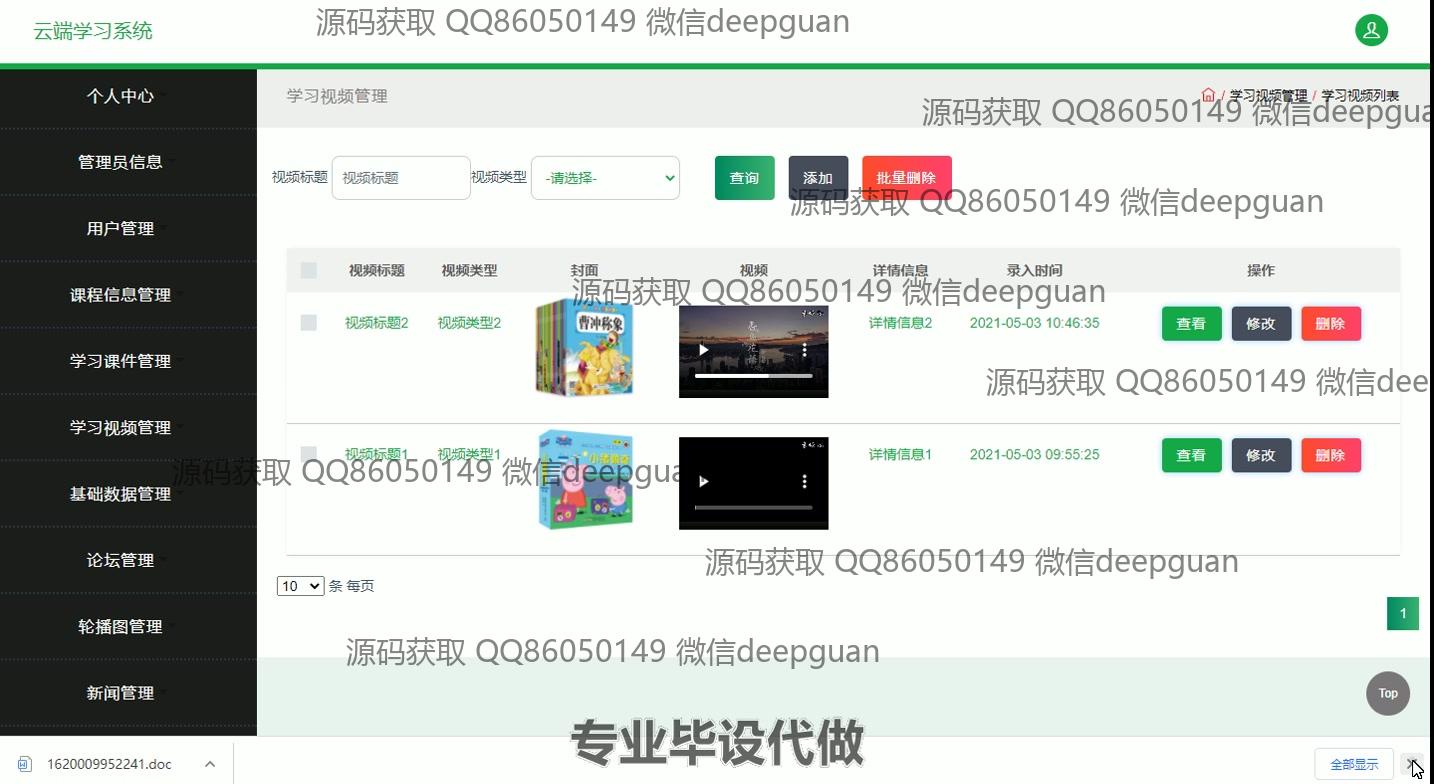 云端学习系统
源码获取 QQ86050149 微信deepguan
个人中心
管理员信息
用户管理
课程信息管理
学习课件管理
学习视频管理
基础数据管理
论坛管理
轮播图管理
新闻管理
学习视频管理
/ 学习视频管理 / 学习视频列表
源码获取 QQ86050149 微信deepgua
视频标题 视频标题 视频类型 -请选择- 查询 添加 批量删除
源码获取 QQ86050149 微信deepguan
视频标题 视频类型 封面 视频 详情信息 录入时间 操作
源码获取 QQ86050149 微信deepguan
视频标题2 视频类型2 曹冲称象 详情信息2 2021-05-03 10:46:35 查看 修改 删除
源码获取 QQ86050149 微信dee
视频标题1 视频类型1 详情信息1 2021-05-03 09:55:25 查看 修改 删除
源码获取 QQ86050149 微信deepgua
源码获取 QQ86050149 微信deepguan
10 条 每页
1
源码获取 QQ86050149 微信deepguan
Top
专业毕设代做
1620009952241.doc
全部显示